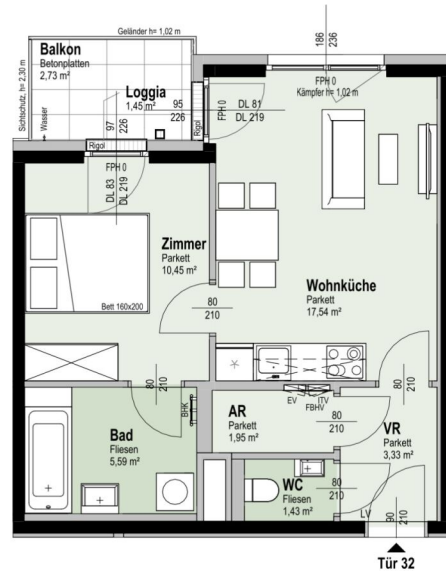 Geländer h= 1,02 m
186
236
Balkon
Betonplatten
2,73 m²
Sichtschutz, h= 2,30 m
Wasser
Loggia
1,45 m²
97
226
95
226
Rigol
Rigol
FPH 0
DL 81
DL 219
FPH 0
Kämpfer h= 1,02 m
FPH 0
DL 83
DL 219
Zimmer
Parkett
10,45 m²
Bett 160x200
80
210
Wohnküche
Parkett
17,54 m²
80
210
80
210
BHK
EV
ITV
FBHV
Bad
Fliesen
5,59 m²
AR
Parkett
1,95 m²
80
210
VR
Parkett
3,33 m²
WC
Fliesen
1,43 m²
80
210
LV
90
210
Tür 32